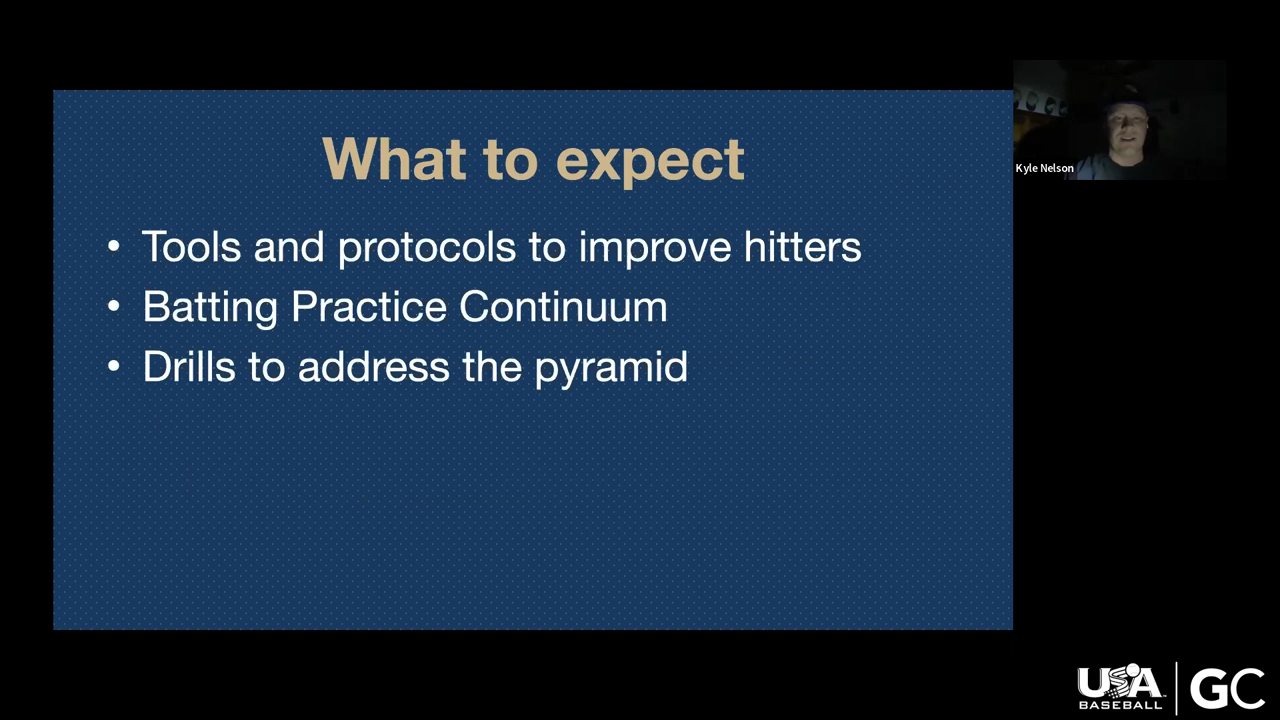 What to expect
• Tools and protocols to improve hitters
• Batting Practice Continuum
• Drills to address the pyramid
Kyle Nelson
USA
BASEBALL
GC